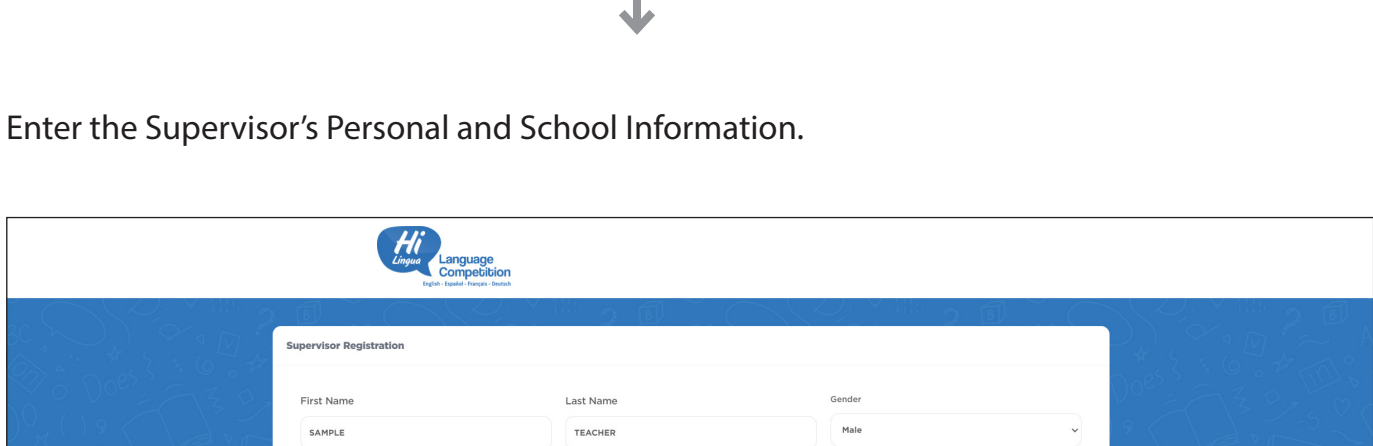 Enter the Supervisor’s Personal and School Information.
Hi
Lingua
Language
Competition
English - Español - Français - Deutsch
Supervisor Registration
First Name Last Name Gender
SAMPLE TEACHER Male